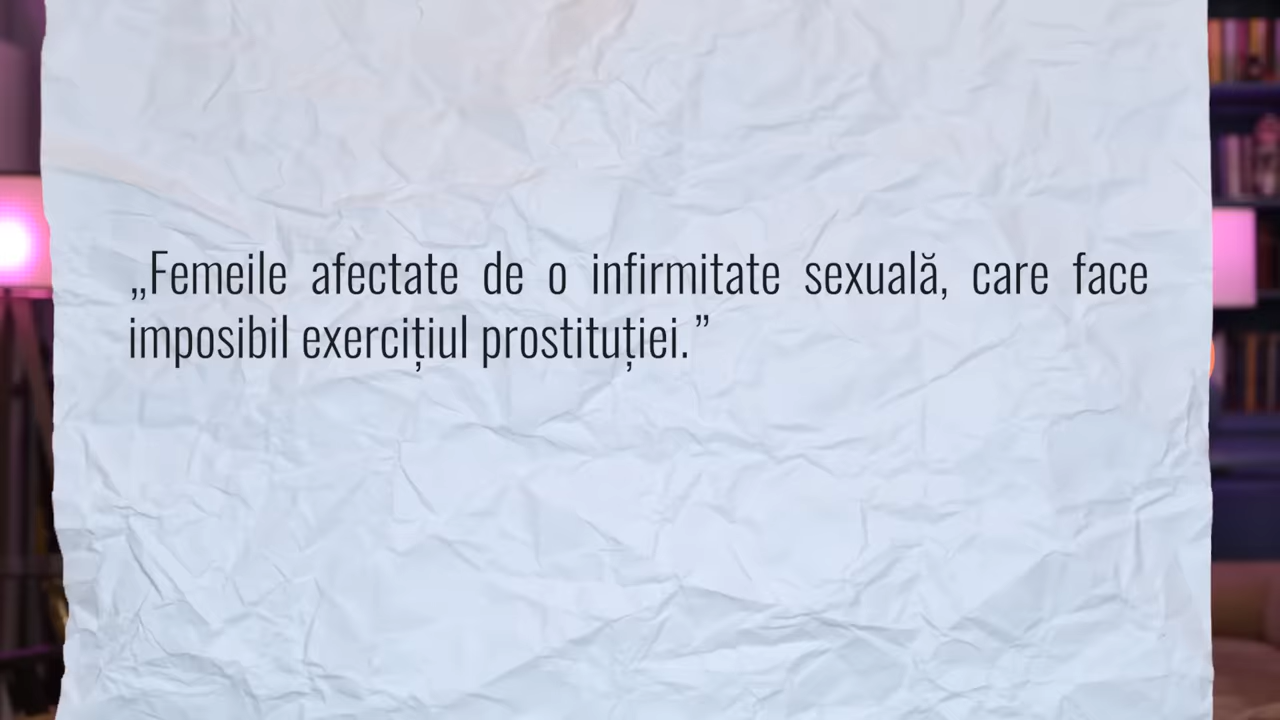 „Femeile afectate de o infirmitate sexuală, care face
imposibil exercițiul prostituției.”